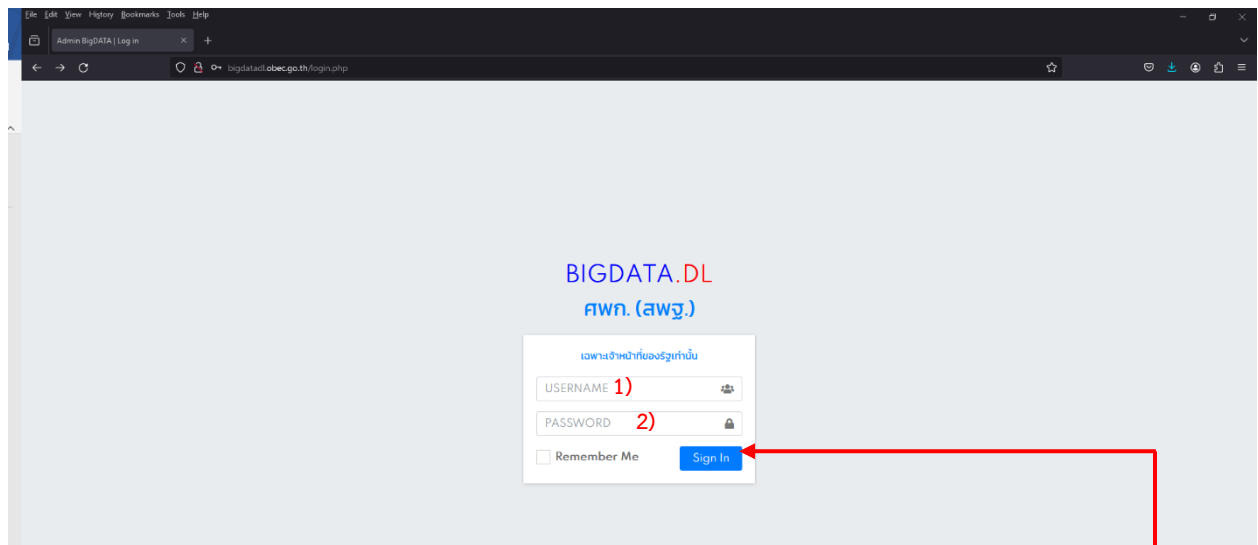 File Edit View History Bookmarks Tools Help
Admin BigDATA | Log in
bigdatadl.obec.go.th/login.php
BIGDATA.DL
ศพก. (สพฐ.)
เฉพาะเจ้าหน้าที่ของรัฐเท่านั้น
USERNAME 1)
PASSWORD 2)
Remember Me Sign In